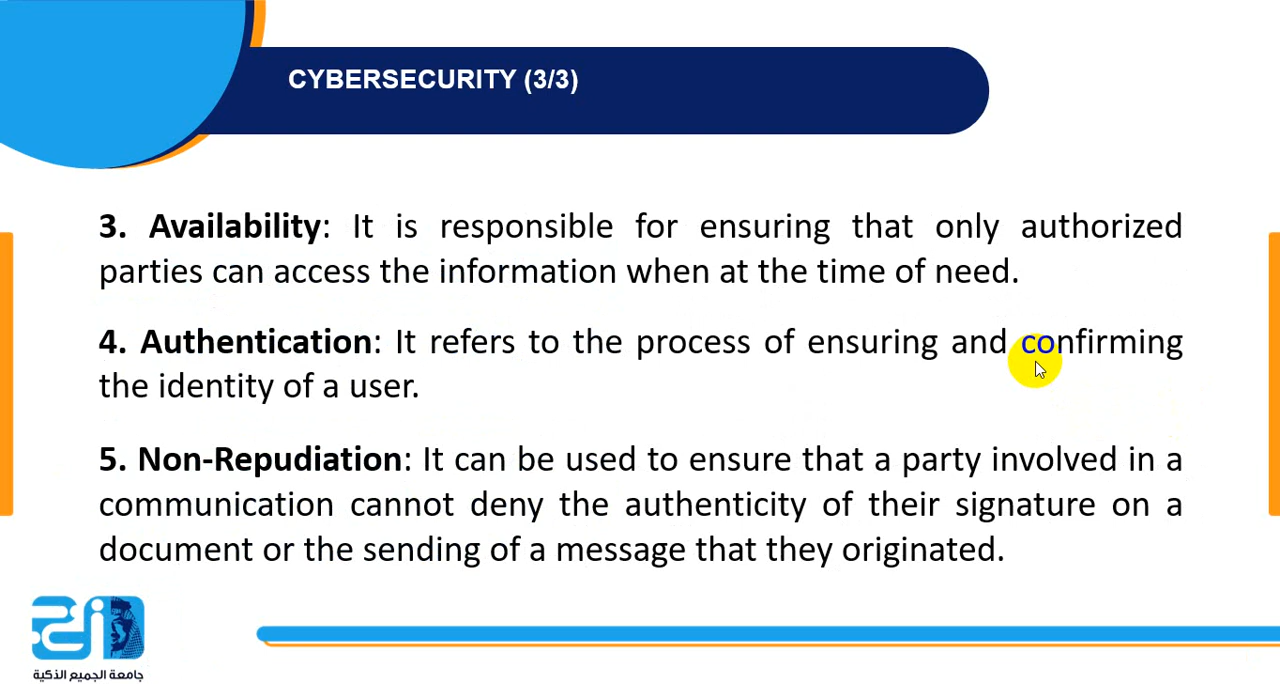 CYBERSECURITY (3/3)
3. Availability: It is responsible for ensuring that only authorized
parties can access the information when at the time of need.
4. Authentication: It refers to the process of ensuring and confirming
the identity of a user.
5. Non-Repudiation: It can be used to ensure that a party involved in a
communication cannot deny the authenticity of their signature on a
document or the sending of a message that they originated.
جامعة الجميع الذكية